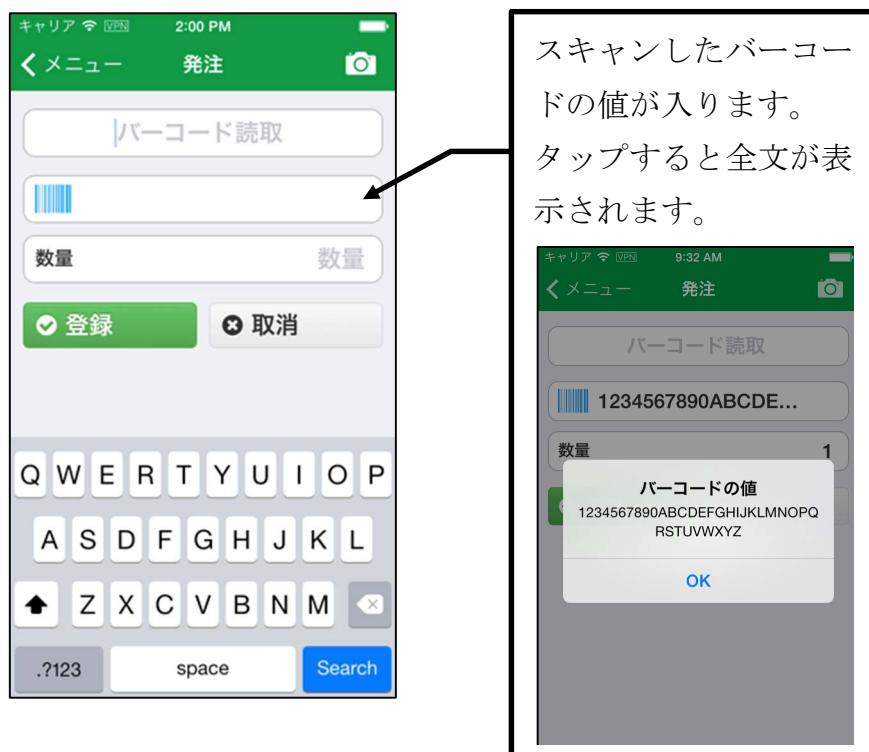 キャリア VPN 2:00 PM
メニュー 発注
バーコード読取
数量 数量
登録 取消
Q W E R T Y U I O P
A S D F G H J K L
Z X C V B N M
.?123 space Search
スキャンしたバーコー
ドの値が入ります。
タップすると全文が表
示されます。
キャリア VPN 9:32 AM
メニュー 発注
バーコード読取
1234567890ABCDE...
数量 1
バーコードの値
1234567890ABCDEFGHIJKLMNOPQ
RSTUVWXYZ
OK